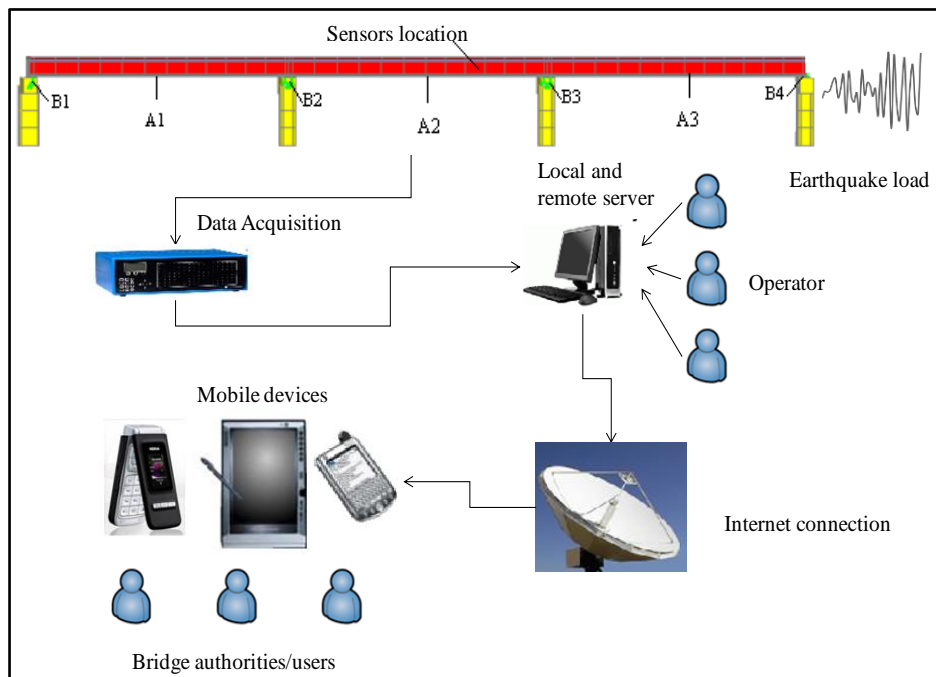 Sensors location
B1
B2
B3
B4
A1
A2
A3
Earthquake load
Local and
remote server
Data Acquisition
Operator
Mobile devices
Internet connection
Bridge authorities/users